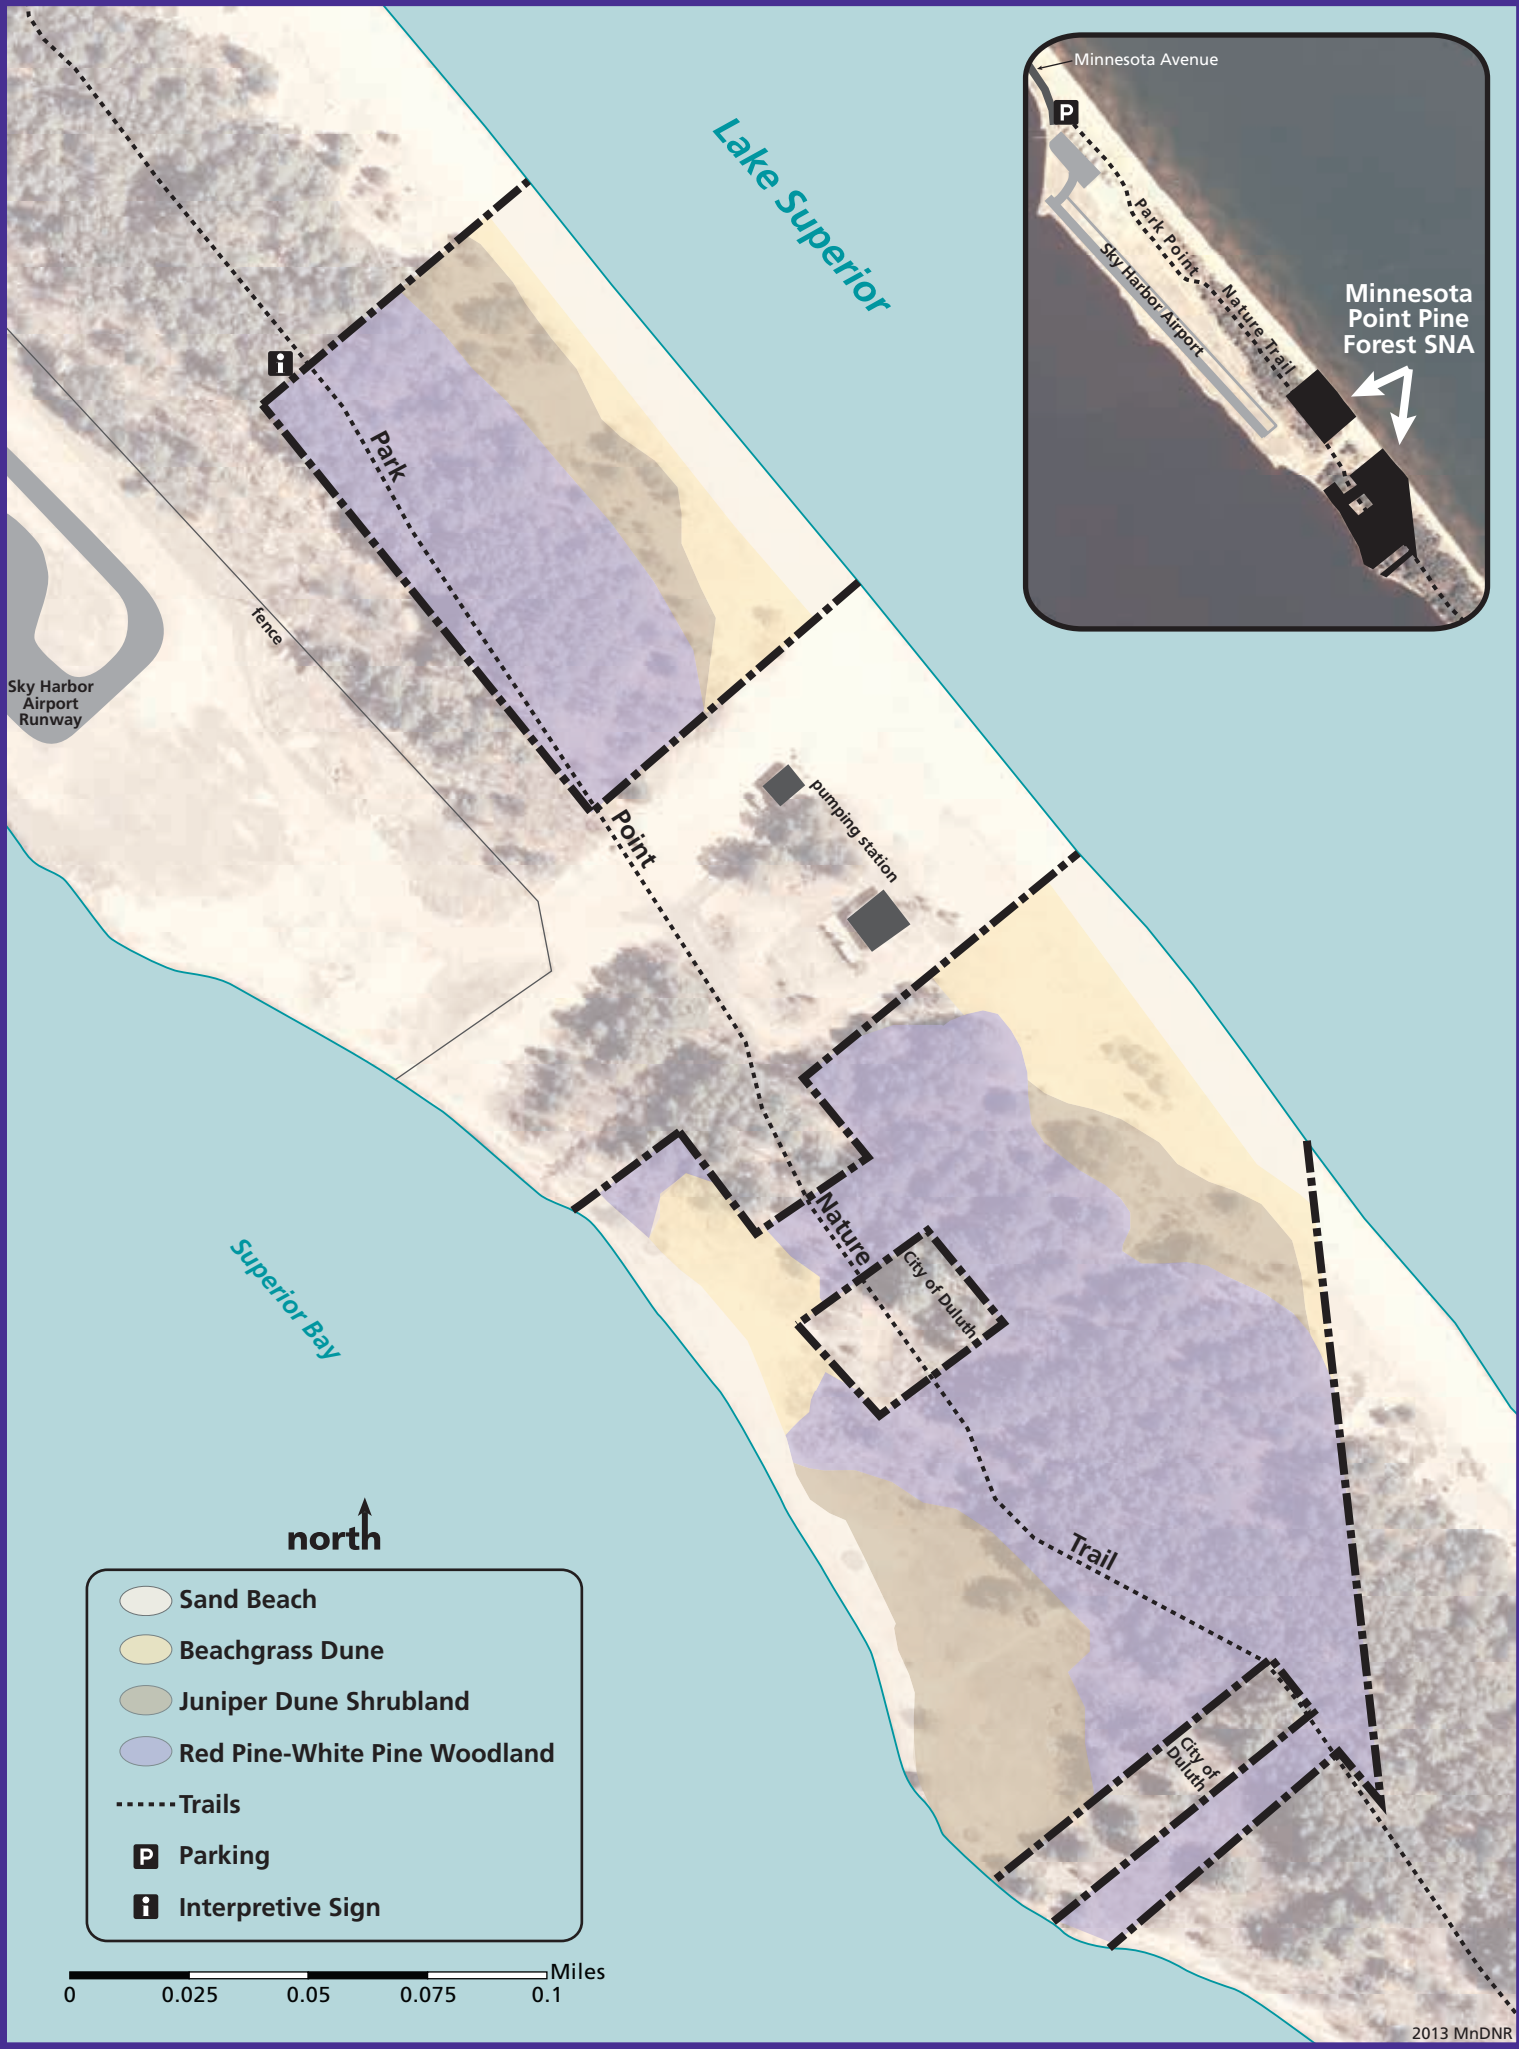 Minnesota Avenue
P
Park Point
Nature Trail
Sky Harbor Airport
Minnesota
Point Pine
Forest SNA
Lake Superior
i
Park
fence
Sky Harbor
Airport
Runway
pumping station
Point
Nature
City of Duluth
Superior Bay
Trail
City of
Duluth
north
Sand Beach
Beachgrass Dune
Juniper Dune Shrubland
Red Pine-White Pine Woodland
Trails
P Parking
i Interpretive Sign
Miles
0 0.025 0.05 0.075 0.1
2013 MnDNR